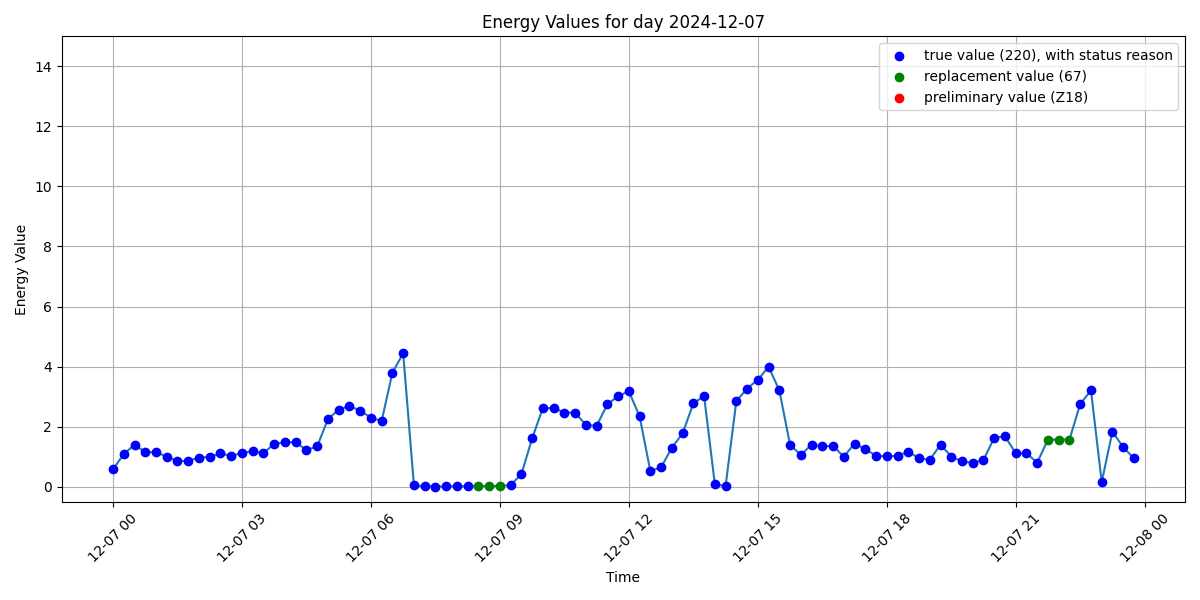 Energy Values for day 2024-12-07
true value (220), with status reason
replacement value (67)
preliminary value (Z18)
Energy Value
14
12
10
8
6
4
2
0
12-07 00
12-07 03
12-07 06
12-07 09
12-07 12
12-07 15
12-07 18
12-07 21
12-08 00
Time